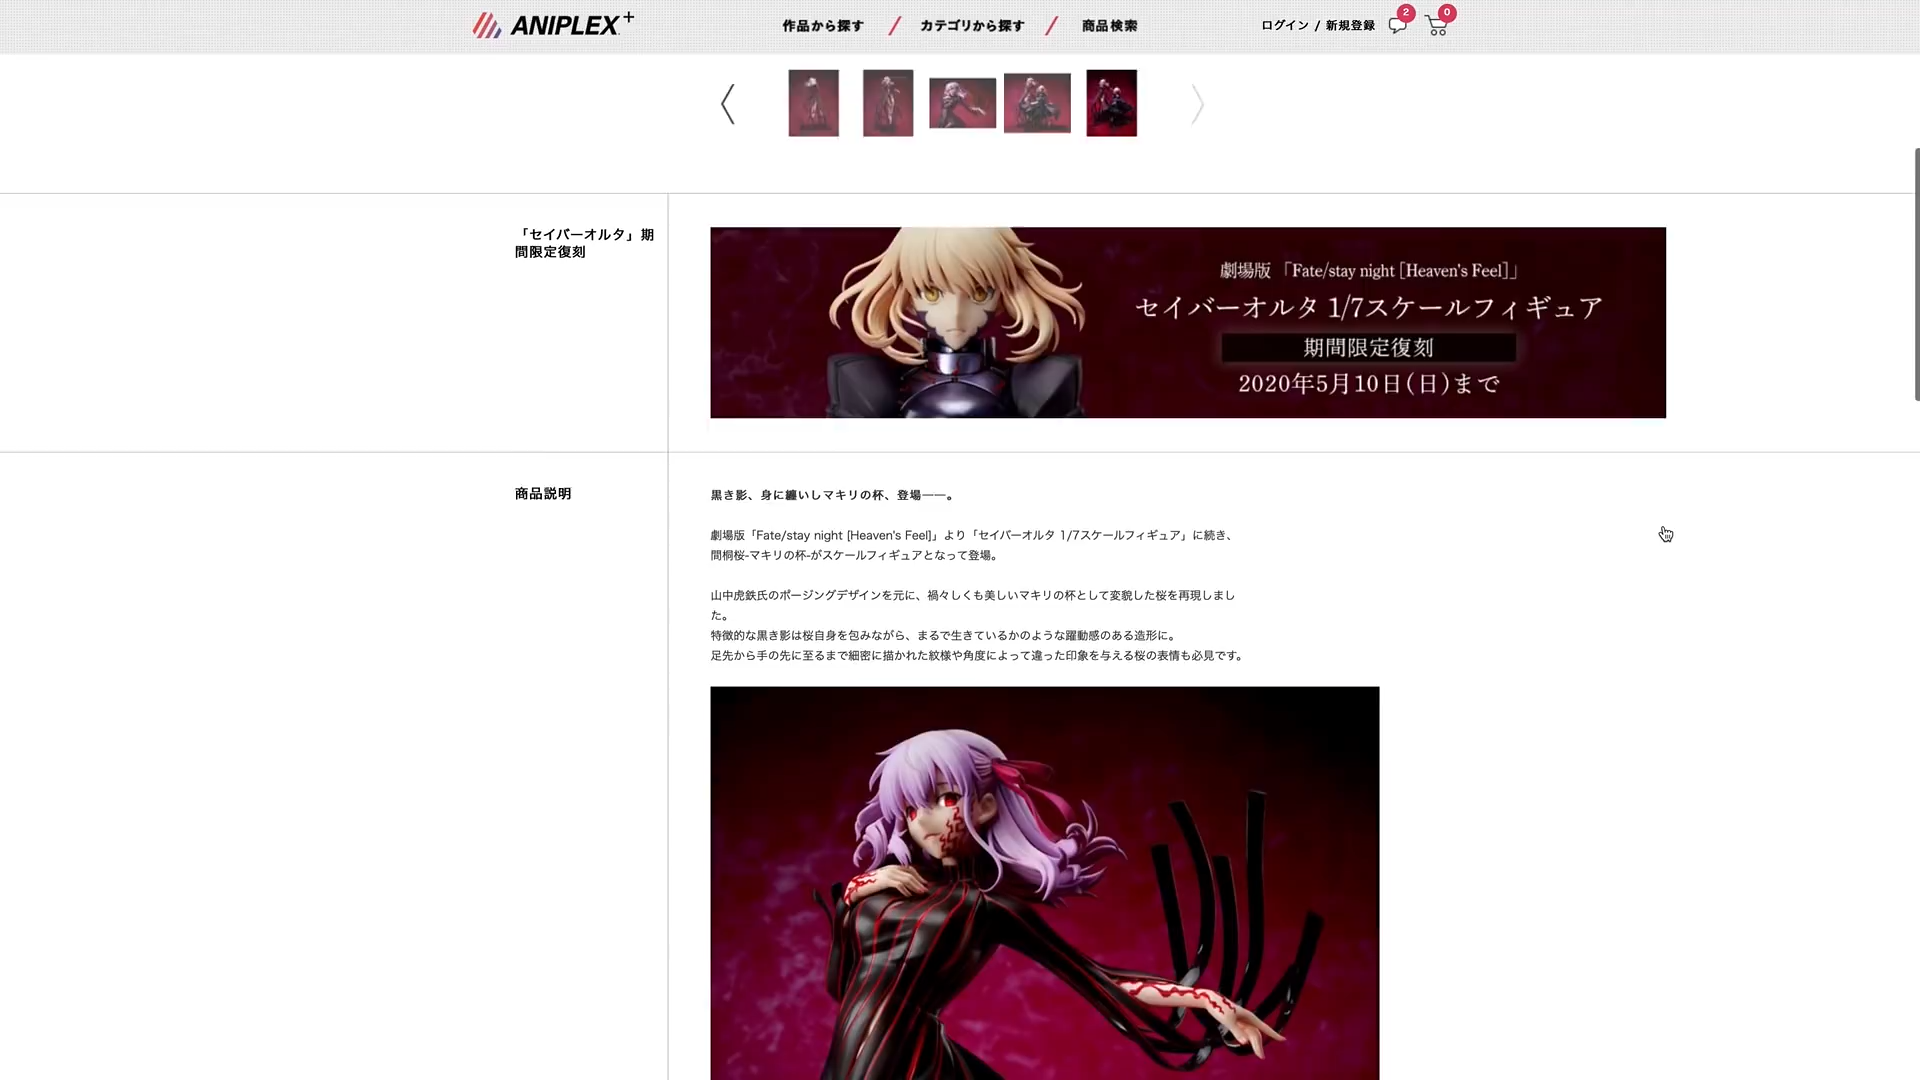 ANIPLEX+
作品から探す / カテゴリから探す / 商品検索
ログイン / 新規登録 2 0
「セイバーオルタ」期
間限定復刻
劇場版「Fate/stay night [Heaven's Feel]」
セイバーオルタ 1/7スケールフィギュア
期間限定復刻
2020年5月10日(日)まで
商品説明
黒き影、身に纏いしマキリの杯、登場――。
劇場版「Fate/stay night [Heaven's Feel]」より「セイバーオルタ 1/7スケールフィギュア」に続き、
間桐桜-マキリの杯-がスケールフィギュアとなって登場。
山中虎鉄氏のポージングデザインを元に、禍々しくも美しいマキリの杯として変貌した桜を再現しまし
た。
特徴的な黒き影は桜自身を包みながら、まるで生きているかのような躍動感のある造形に。
足先から手の先に至るまで細密に描かれた紋様や角度によって違った印象を与える桜の表情も必見です。